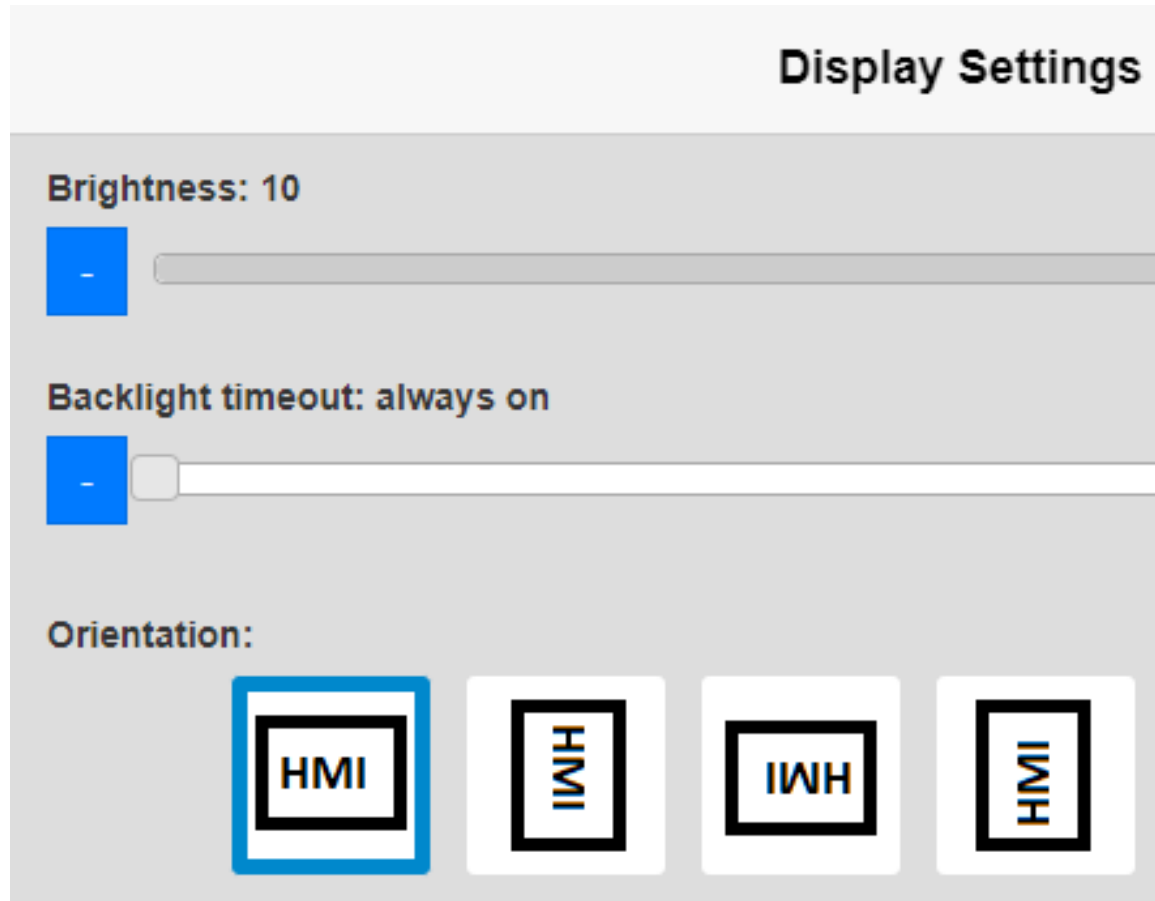 Display Settings
Brightness: 10
-
Backlight timeout: always on
-
Orientation:
HMI HMI HMI HMI